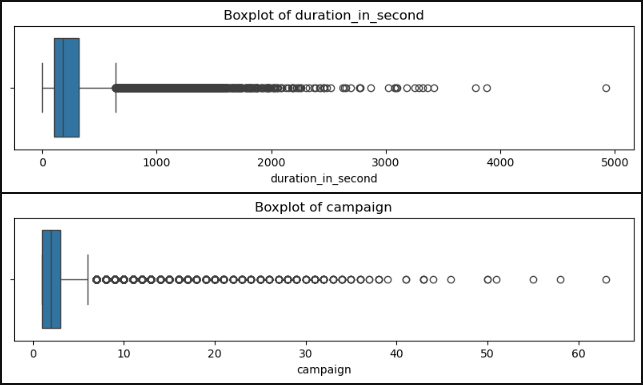 Boxplot of duration_in_second
0 1000 2000 3000 4000 5000
duration_in_second
Boxplot of campaign
0 10 20 30 40 50 60
campaign